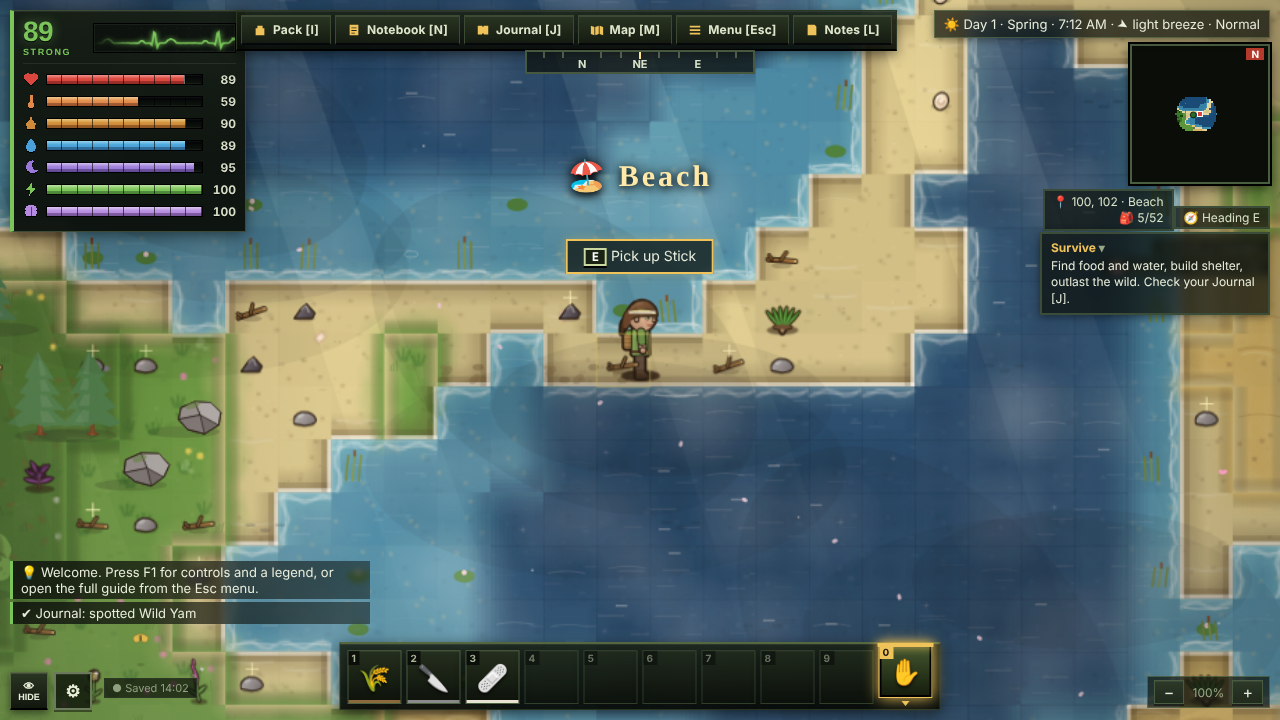 89
STRONG
89
59
90
89
95
100
100
Pack [I]
Notebook [N]
Journal [J]
Map [M]
Menu [Esc]
Notes [L]
N NE E
Day 1 · Spring · 7:12 AM · light breeze · Normal
N
100, 102 · Beach
5/52
Heading E
Survive ▾
Find food and water, build shelter,
outlast the wild. Check your Journal
[J].
Beach
E Pick up Stick
Welcome. Press F1 for controls and a legend, or
open the full guide from the Esc menu.
✔ Journal: spotted Wild Yam
HIDE
Saved 14:02
1 2 3 4 5 6 7 8 9 0
− 100% +